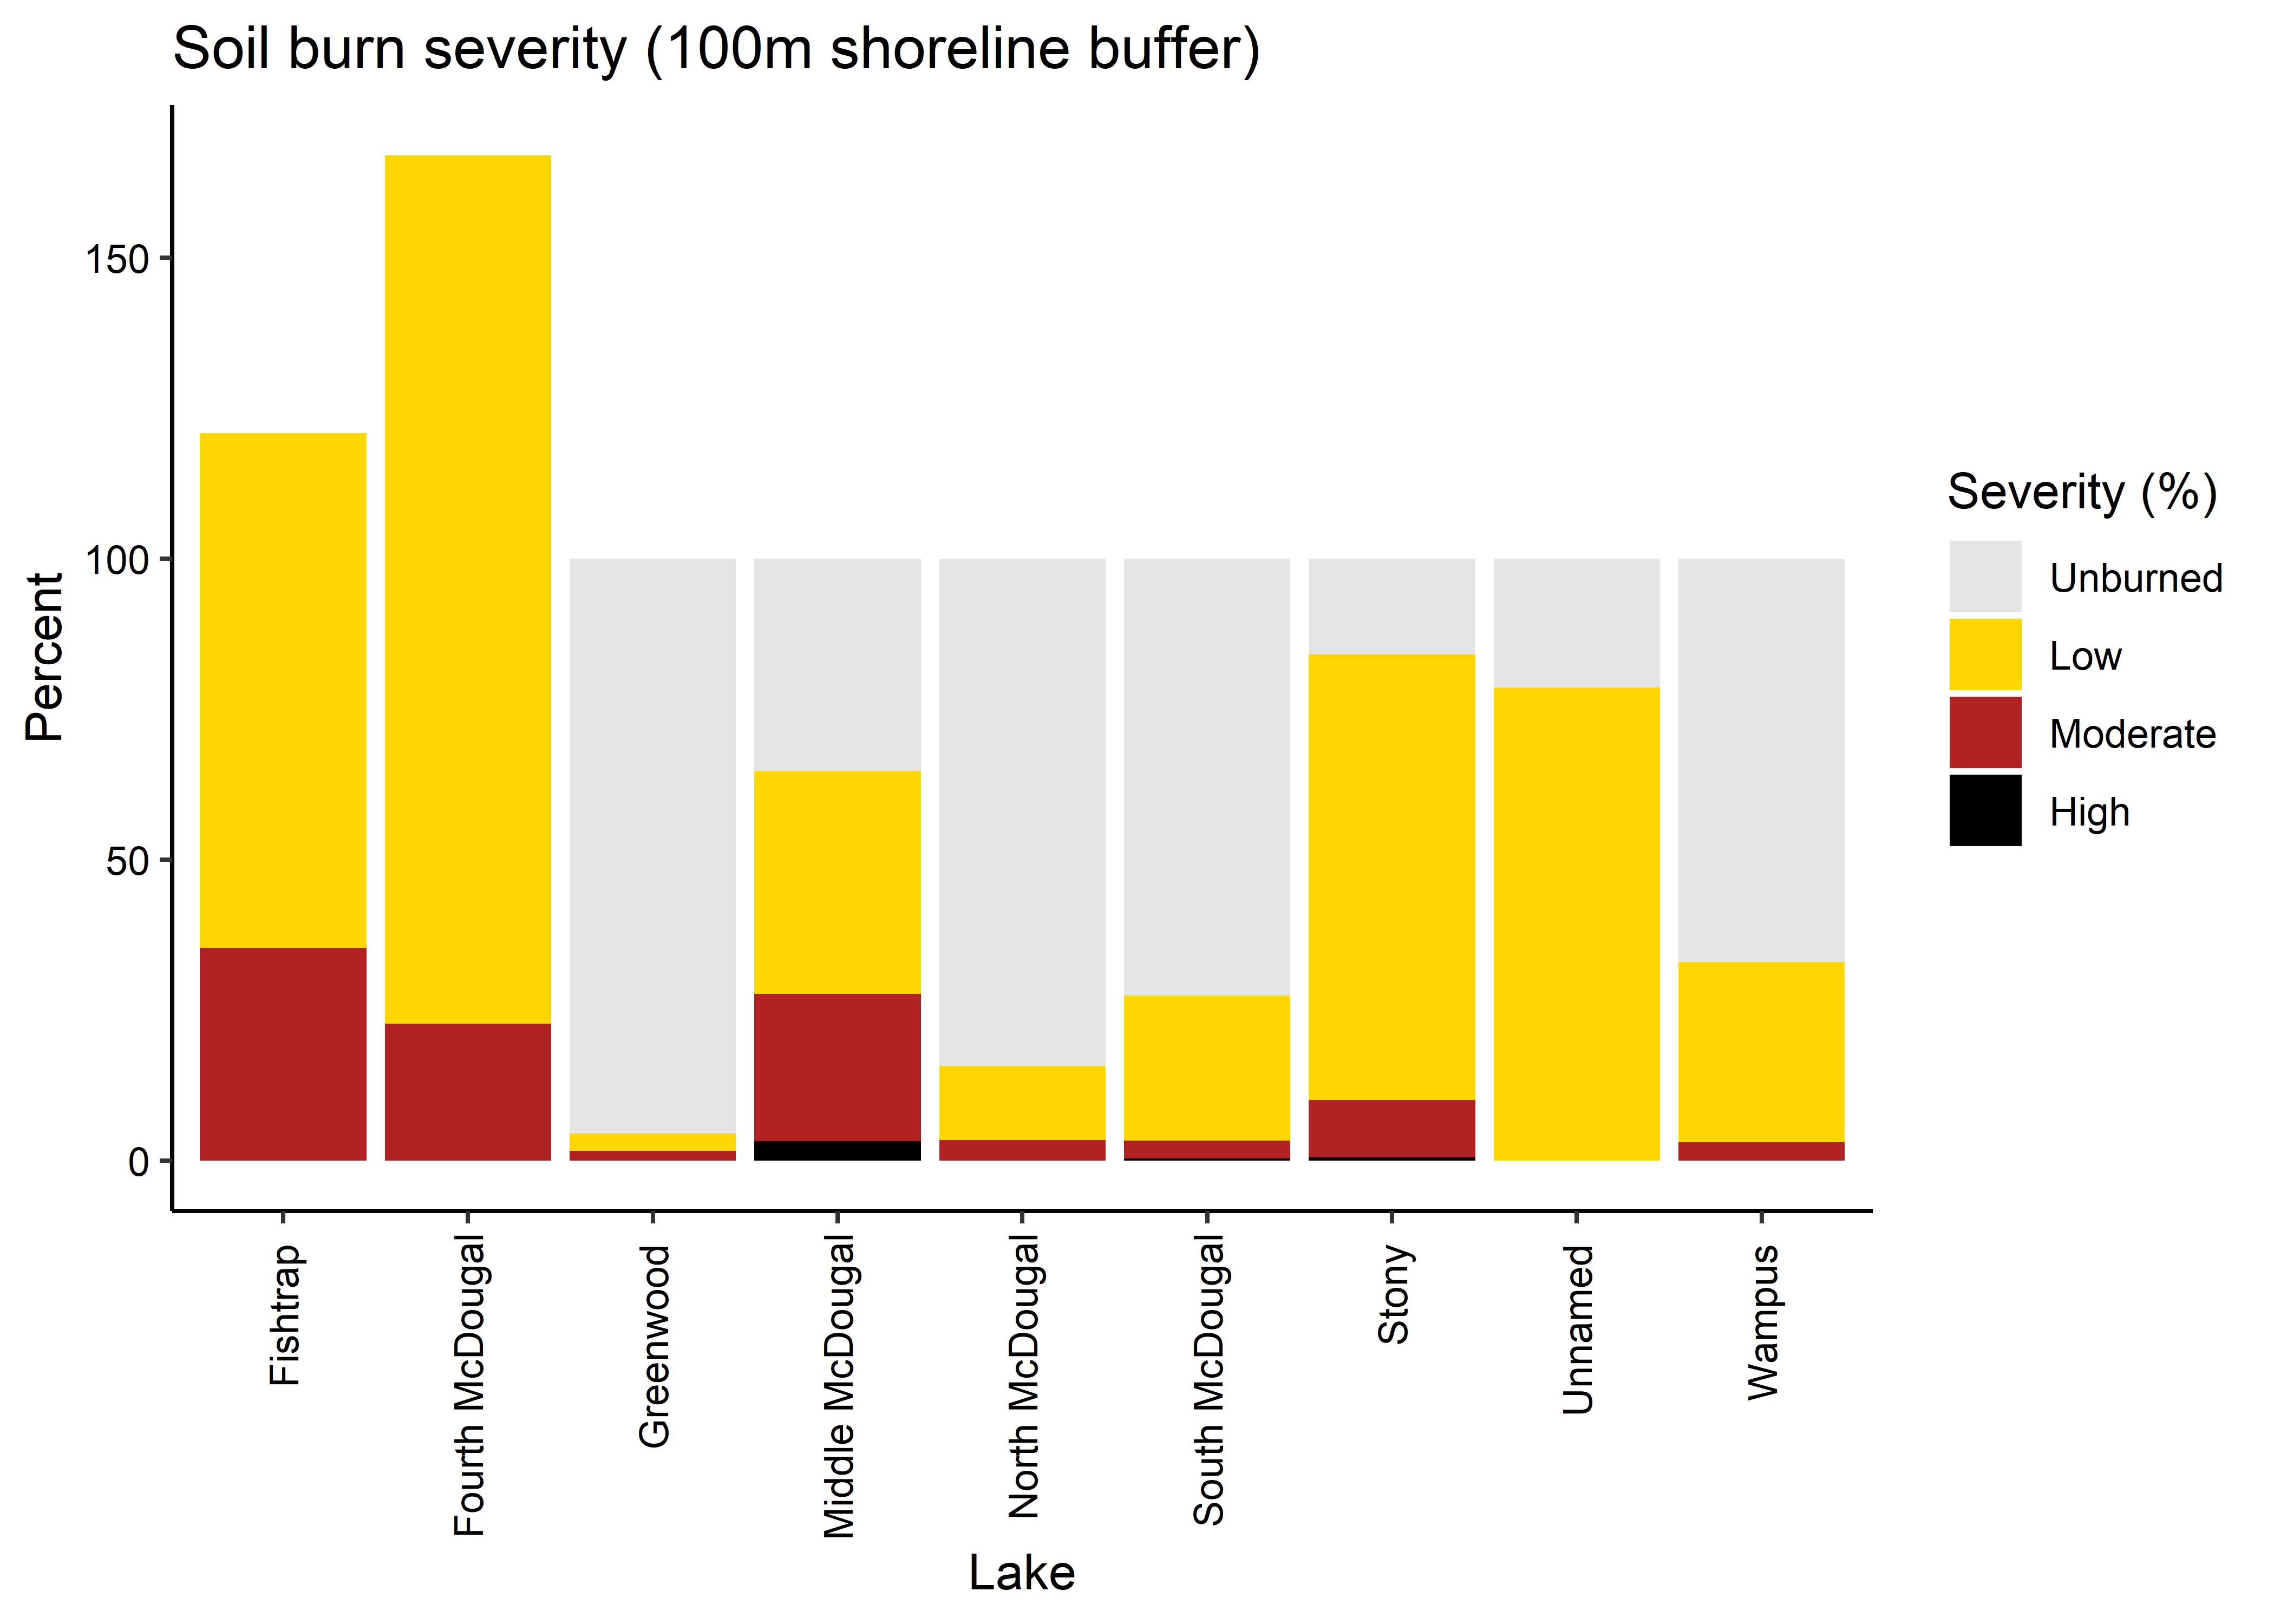 Soil burn severity (100m shoreline buffer)
Percent
150
100
50
0
Fishtrap
Fourth McDougal
Greenwood
Middle McDougal
North McDougal
South McDougal
Stony
Unnamed
Wampus
Lake
Severity (%)
Unburned
Low
Moderate
High